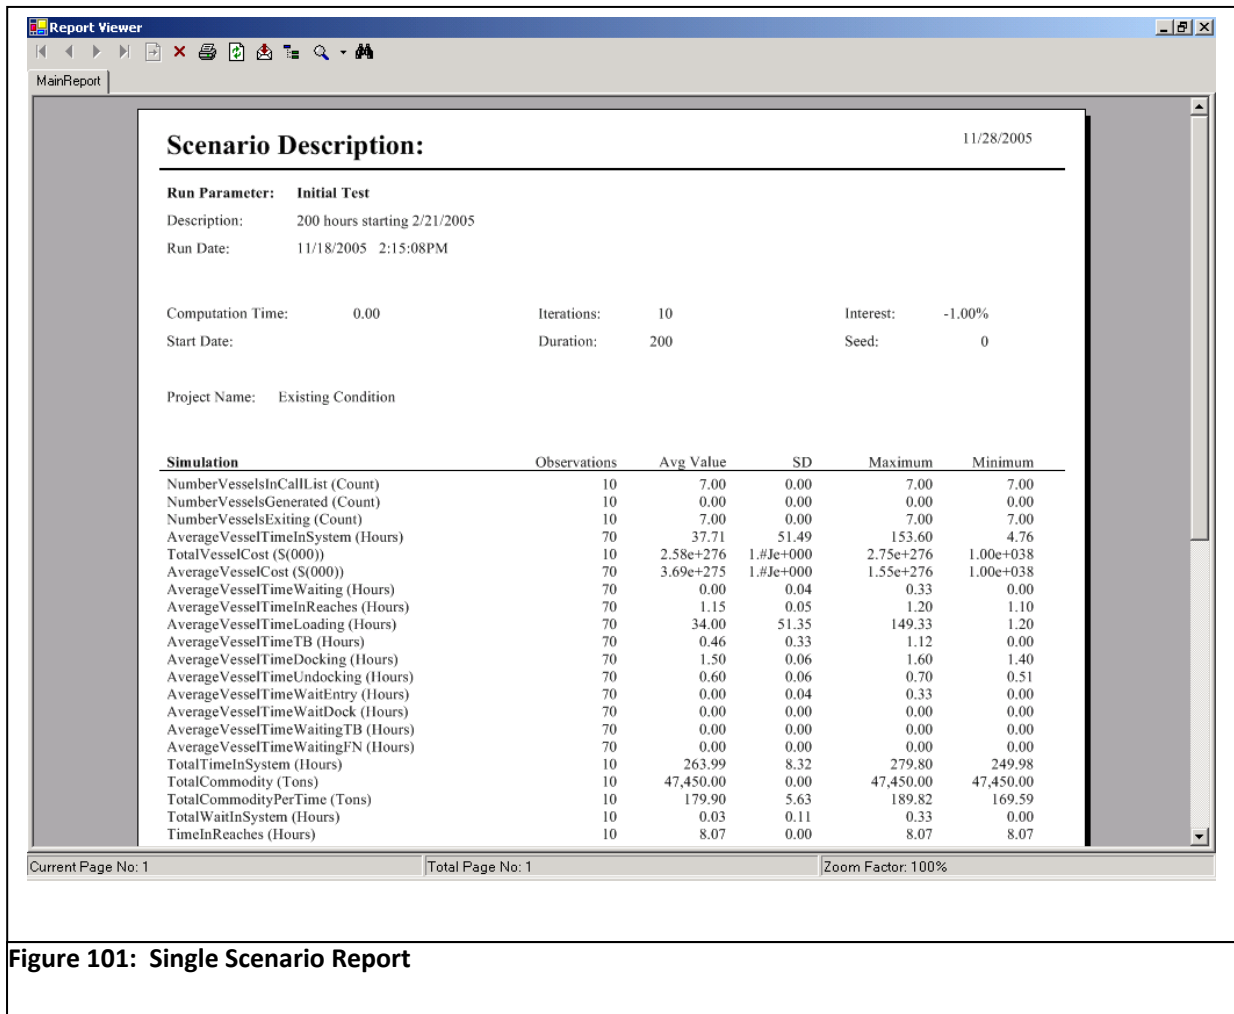 Report Viewer
MainReport
Scenario Description: 11/28/2005
Run Parameter: Initial Test
Description: 200 hours starting 2/21/2005
Run Date: 11/18/2005 2:15:08PM
Computation Time: 0.00 Iterations: 10 Interest: -1.00%
Start Date: Duration: 200 Seed: 0
Project Name: Existing Condition
Simulation Observations Avg Value SD Maximum Minimum
NumberVesselsInCallList (Count) 10 7.00 0.00 7.00 7.00
NumberVesselsGenerated (Count) 10 0.00 0.00 0.00 0.00
NumberVesselsExiting (Count) 10 7.00 0.00 7.00 7.00
AverageVesselTimeInSystem (Hours) 70 37.71 51.49 153.60 4.76
TotalVesselCost ($(000)) 10 2.58e+276 1.#Je+000 2.75e+276 1.00e+038
AverageVesselCost ($(000)) 70 3.69e+275 1.#Je+000 1.55e+276 1.00e+038
AverageVesselTimeWaiting (Hours) 70 0.00 0.04 0.33 0.00
AverageVesselTimeInReaches (Hours) 70 1.15 0.05 1.20 1.10
AverageVesselTimeLoading (Hours) 70 34.00 51.35 149.33 1.20
AverageVesselTimeTB (Hours) 70 0.46 0.33 1.12 0.00
AverageVesselTimeDocking (Hours) 70 1.50 0.06 1.60 1.40
AverageVesselTimeUndocking (Hours) 70 0.60 0.06 0.70 0.51
AverageVesselTimeWaitEntry (Hours) 70 0.00 0.04 0.33 0.00
AverageVesselTimeWaitDock (Hours) 70 0.00 0.00 0.00 0.00
AverageVesselTimeWaitingTB (Hours) 70 0.00 0.00 0.00 0.00
AverageVesselTimeWaitingFN (Hours) 70 0.00 0.00 0.00 0.00
TotalTimeInSystem (Hours) 10 263.99 8.32 279.80 249.98
TotalCommodity (Tons) 10 47,450.00 0.00 47,450.00 47,450.00
TotalCommodityPerTime (Tons) 10 179.90 5.63 189.82 169.59
TotalWaitInSystem (Hours) 10 0.03 0.11 0.33 0.00
TimeInReaches (Hours) 10 8.07 0.00 8.07 8.07
Current Page No: 1 Total Page No: 1 Zoom Factor: 100%
Figure 101: Single Scenario Report